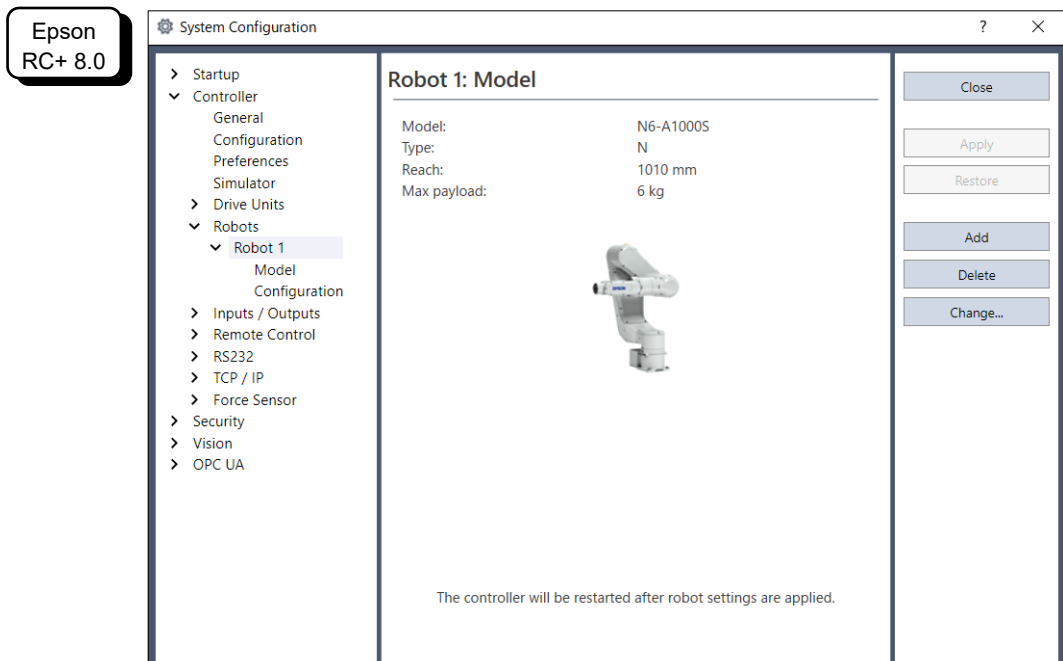 Epson
RC+ 8.0
System Configuration
?
Startup
Controller
General
Configuration
Preferences
Simulator
Drive Units
Robots
Robot 1
Model
Configuration
Inputs / Outputs
Remote Control
RS232
TCP / IP
Force Sensor
Security
Vision
OPC UA
Robot 1: Model
Model: N6-A1000S
Type: N
Reach: 1010 mm
Max payload: 6 kg
EPSON
The controller will be restarted after robot settings are applied.
Close
Apply
Restore
Add
Delete
Change...